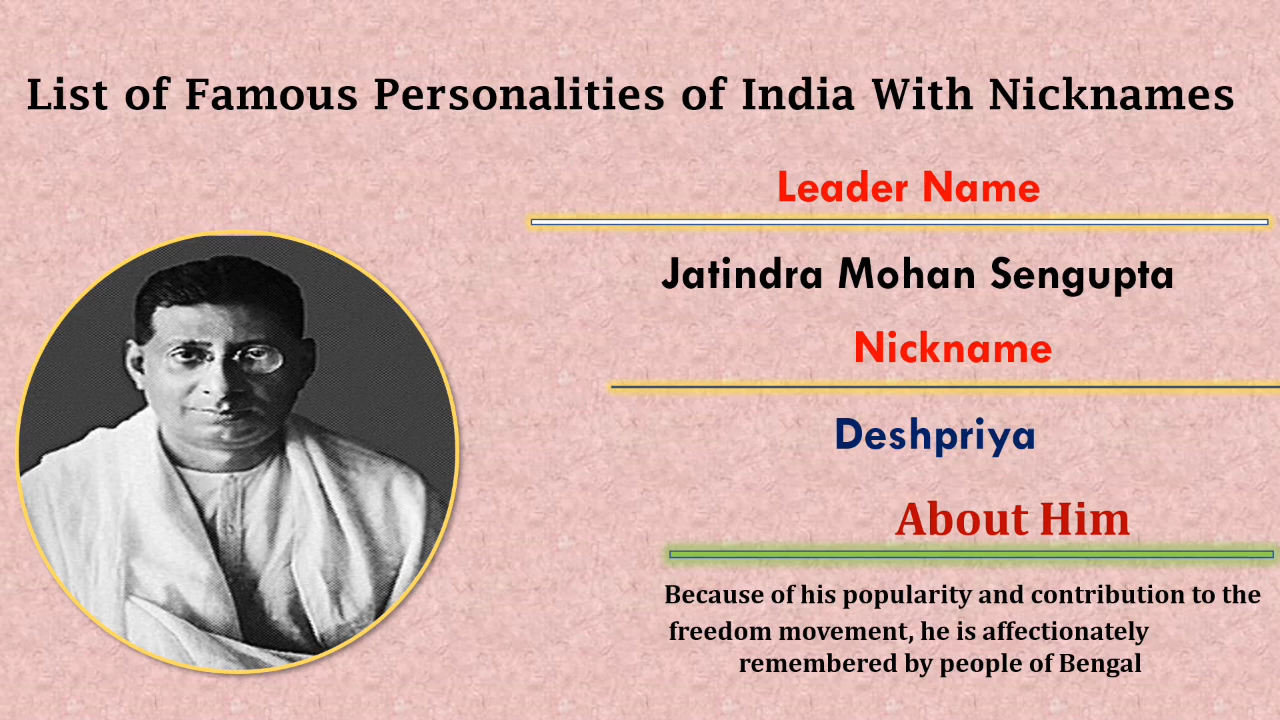 List of Famous Personalities of India With Nicknames
Leader Name
Jatindra Mohan Sengupta
Nickname
Deshpriya
About Him
Because of his popularity and contribution to the
freedom movement, he is affectionately
remembered by people of Bengal